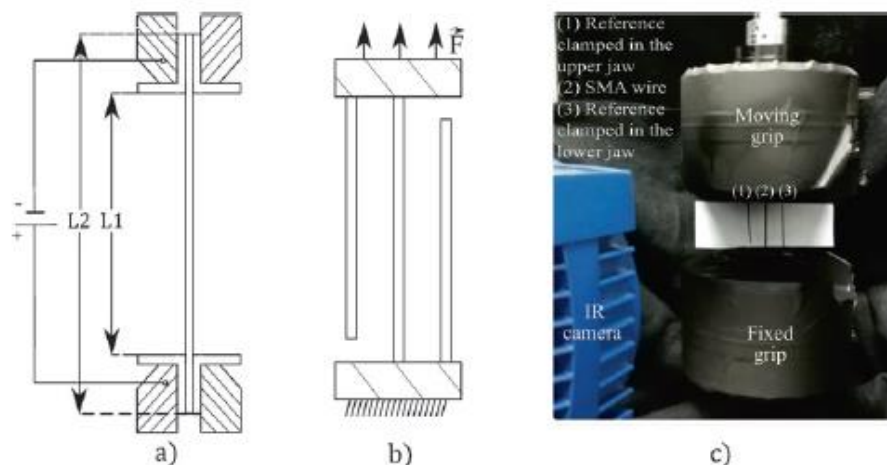 -
+
L2
L1
a)
F
b)
(1) Reference
clamped in the
upper jaw
(2) SMA wire
(3) Reference
clamped in the
lower jaw
Moving
grip
(1) (2) (3)
IR
camera
Fixed
grip
c)